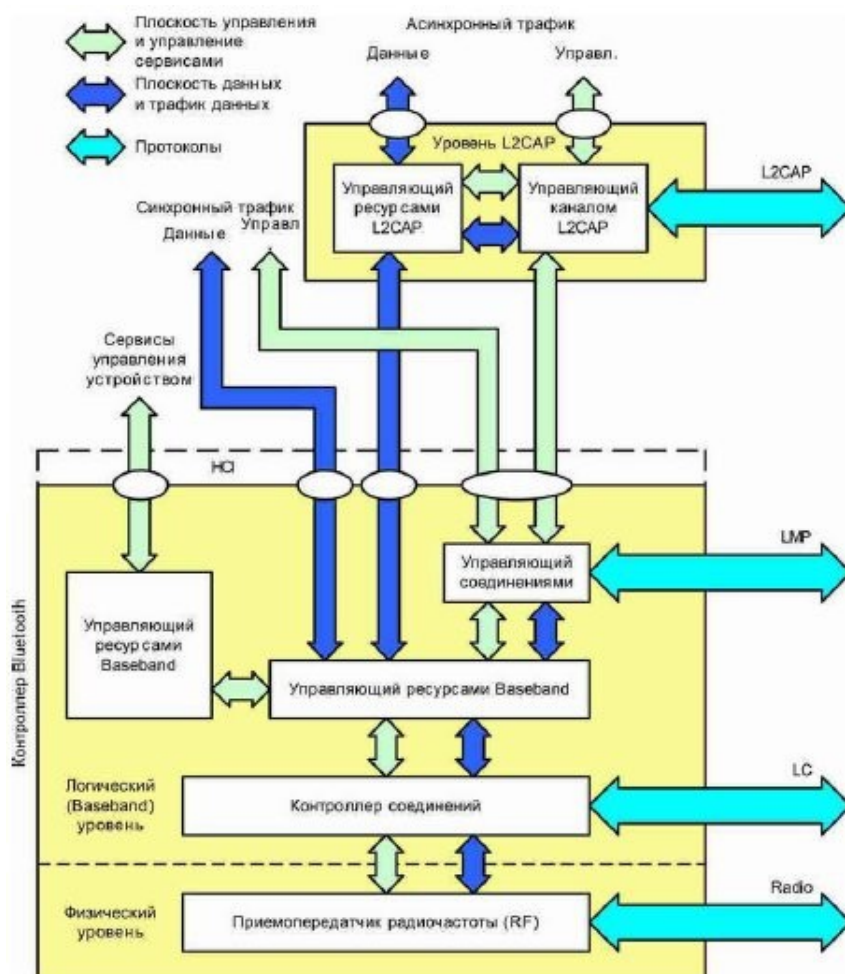 Плоскость управления
и управление
сервисами
Плоскость данных
и трафик данных
Протоколы
Асинхронный трафик
Данные
Управл.
Уровень L2CAP
Управляющий
ресурсами
L2CAP
Управляющий
каналом
L2CAP
L2CAP
Синхронный трафик
Данные
Управл
Сервисы
управления
устройством
HCI
Управляющий
соединениями
LMP
Управляющий
ресурсами
Baseband
Управляющий ресурсами Baseband
Контроллер Bluetooth
Логический
(Baseband)
уровень
Контроллер соединений
LC
Физический
уровень
Приемопередатчик радиочастоты (RF)
Radio